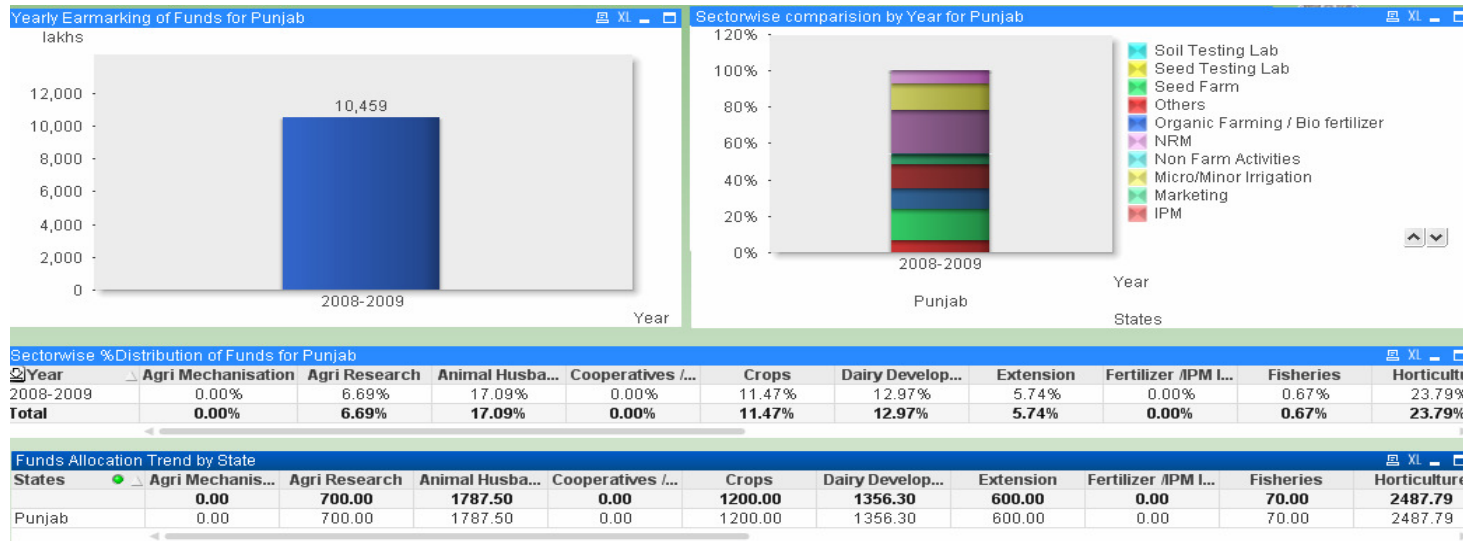 Yearly Earmarking of Funds for Punjab XL
lakhs
12,000
10,000
8,000
6,000
4,000
2,000
0
10,459
2008-2009
Year
Sectorwise comparision by Year for Punjab XL
120%
100%
80%
60%
40%
20%
0%
2008-2009
Year
Punjab
States
Soil Testing Lab
Seed Testing Lab
Seed Farm
Others
Organic Farming / Bio fertilizer
NRM
Non Farm Activities
Micro/Minor Irrigation
Marketing
IPM
Sectorwise %Distribution of Funds for Punjab XL
Year Agri Mechanisation Agri Research Animal Husba... Cooperatives /... Crops Dairy Develop... Extension Fertilizer /IPM I... Fisheries Horticultu
2008-2009 0.00% 6.69% 17.09% 0.00% 11.47% 12.97% 5.74% 0.00% 0.67% 23.79%
Total 0.00% 6.69% 17.09% 0.00% 11.47% 12.97% 5.74% 0.00% 0.67% 23.79%
Funds Allocation Trend by State XL
States Agri Mechanis... Agri Research Animal Husba... Cooperatives /... Crops Dairy Develop... Extension Fertilizer /IPM I... Fisheries Horticulture
0.00 700.00 1787.50 0.00 1200.00 1356.30 600.00 0.00 70.00 2487.79
Punjab 0.00 700.00 1787.50 0.00 1200.00 1356.30 600.00 0.00 70.00 2487.79